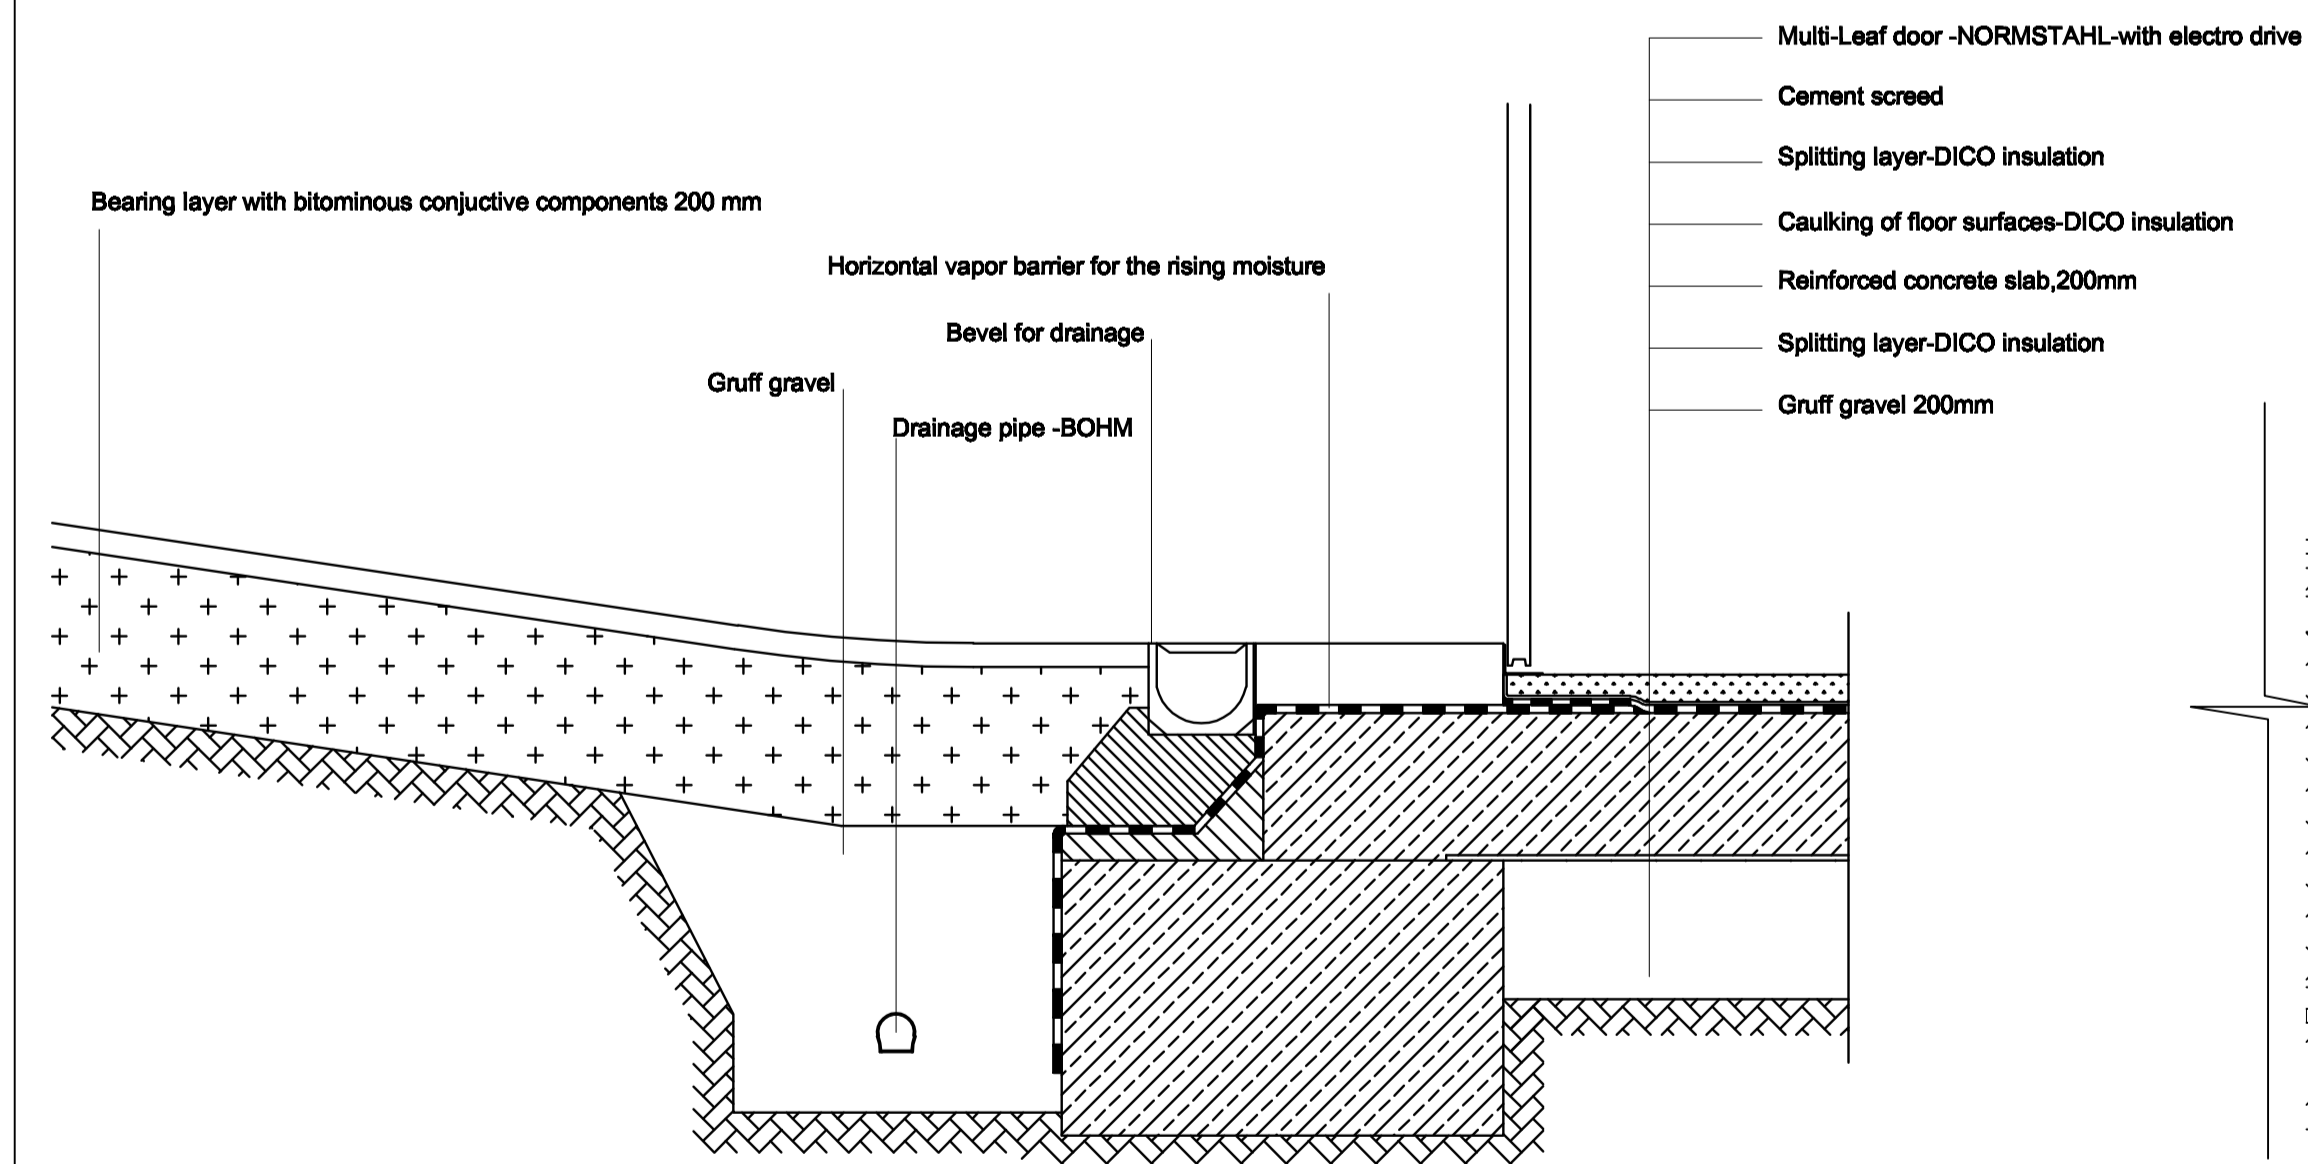 Multi-Leaf door -NORMSTAHL-with electro drive
Cement screed
Splitting layer-DICO insulation
Bearing layer with bitominous conjuctive components 200 mm
Caulking of floor surfaces-DICO insulation
Horizontal vapor barrier for the rising moisture
Reinforced concrete slab,200mm
Bevel for drainage
Splitting layer-DICO insulation
Gruff gravel
Gruff gravel 200mm
Drainage pipe -BOHM